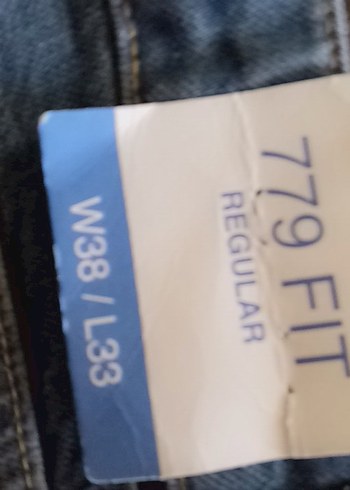 779 FIT
REGULAR
W38 / L33